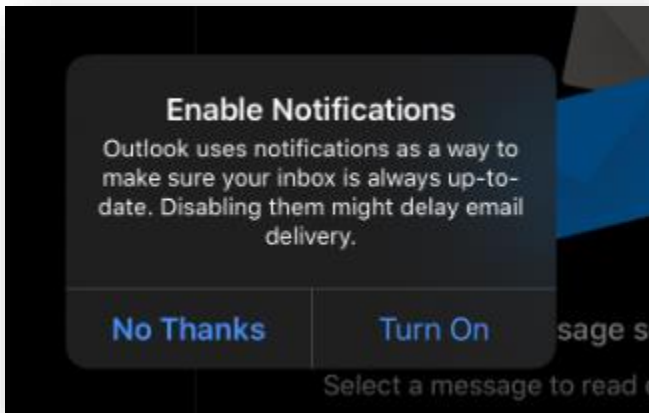 Enable Notifications
Outlook uses notifications as a way to
make sure your inbox is always up-to-
date. Disabling them might delay email
delivery.
No Thanks
Turn On
sage s
Select a message to read